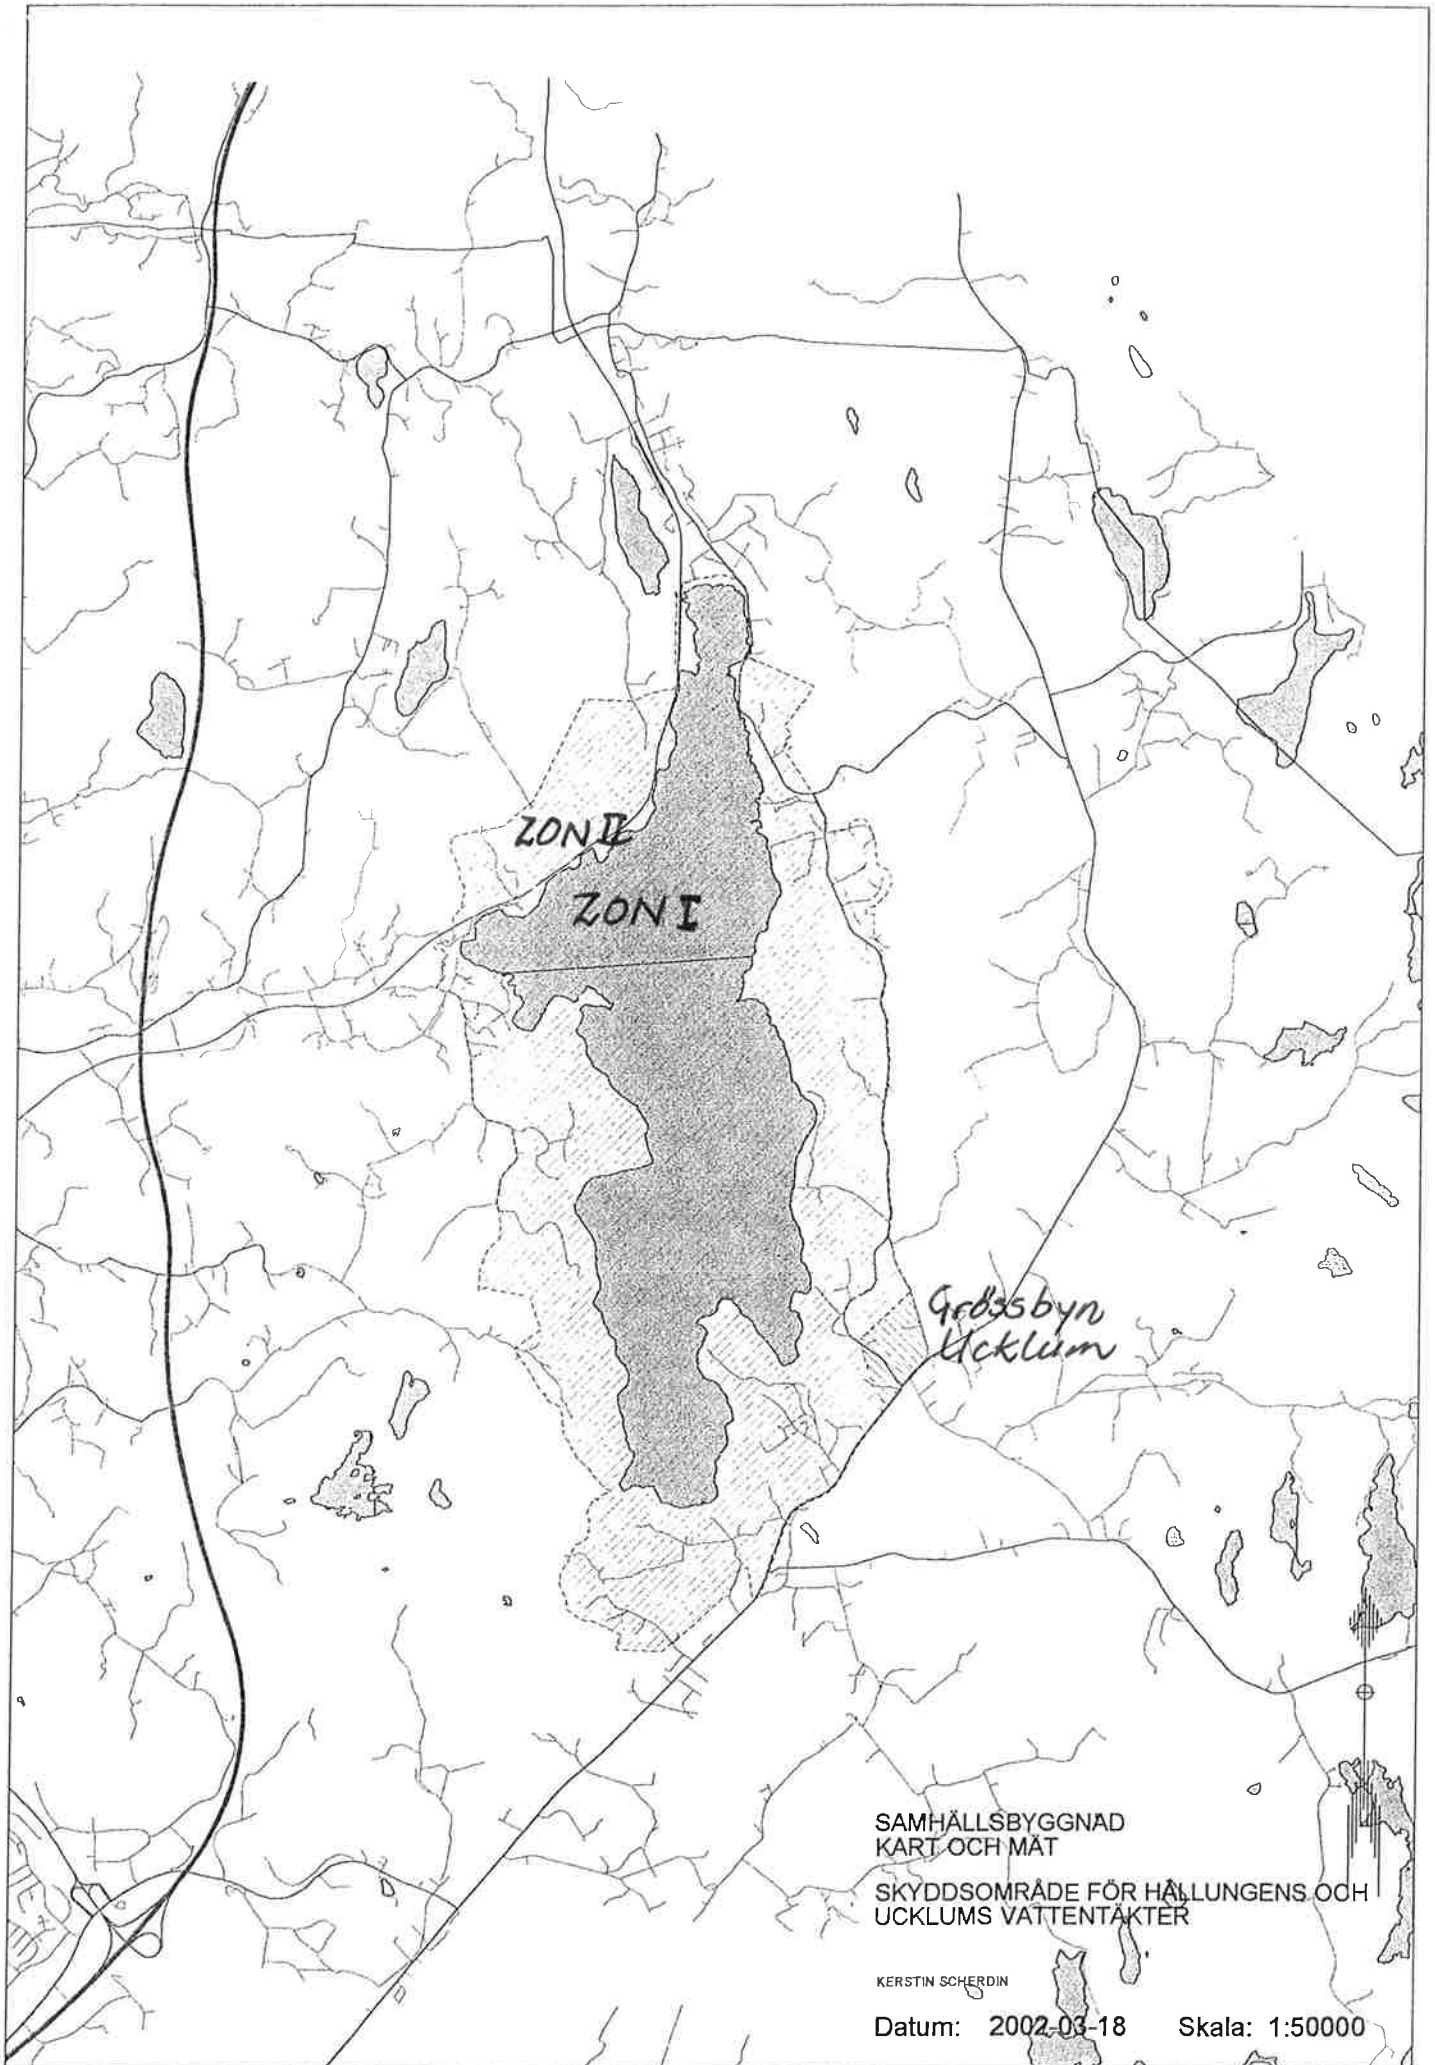 ZON II
ZON I
Grössbyn
Ucklum
SAMHÄLLSBYGGNAD
KART OCH MÄT
SKYDDSOMRÅDE FÖR HÄLLUNGENS OCH
UCKLUMS VATTENTÄKTER
KERSTIN SCHERDIN
Datum: 2002-03-18 Skala: 1:50000